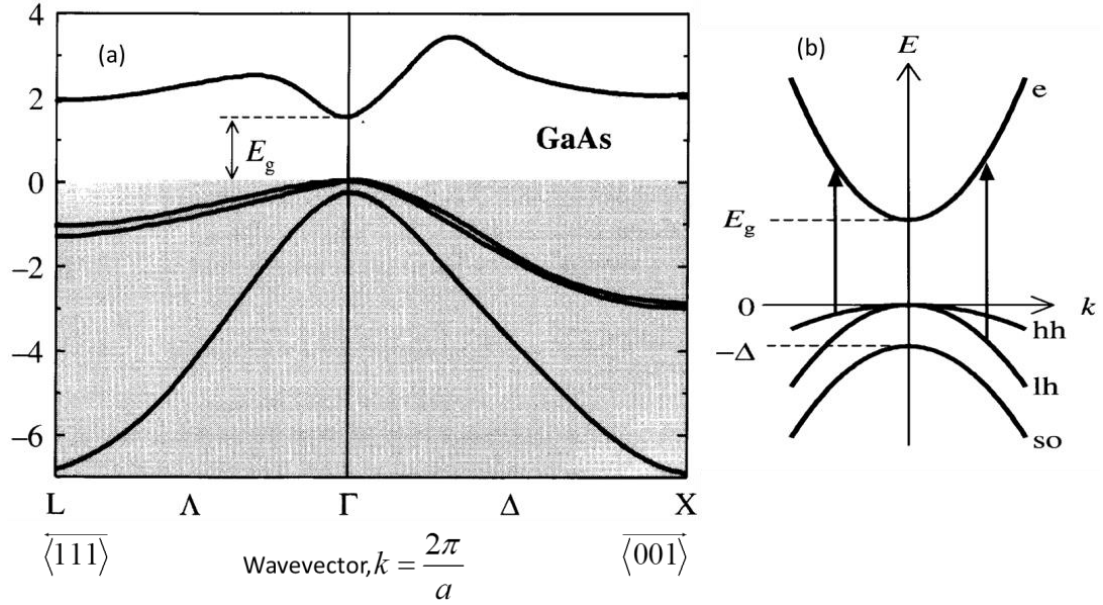 (a)
4
2
0
−2
−4
−6
E_g
GaAs
L Λ Γ Δ X
⟨111⟩ ⟨001⟩
Wavevector, k = 2π/a
(b)
E
e
E_g
0
k
hh
−Δ
lh
so